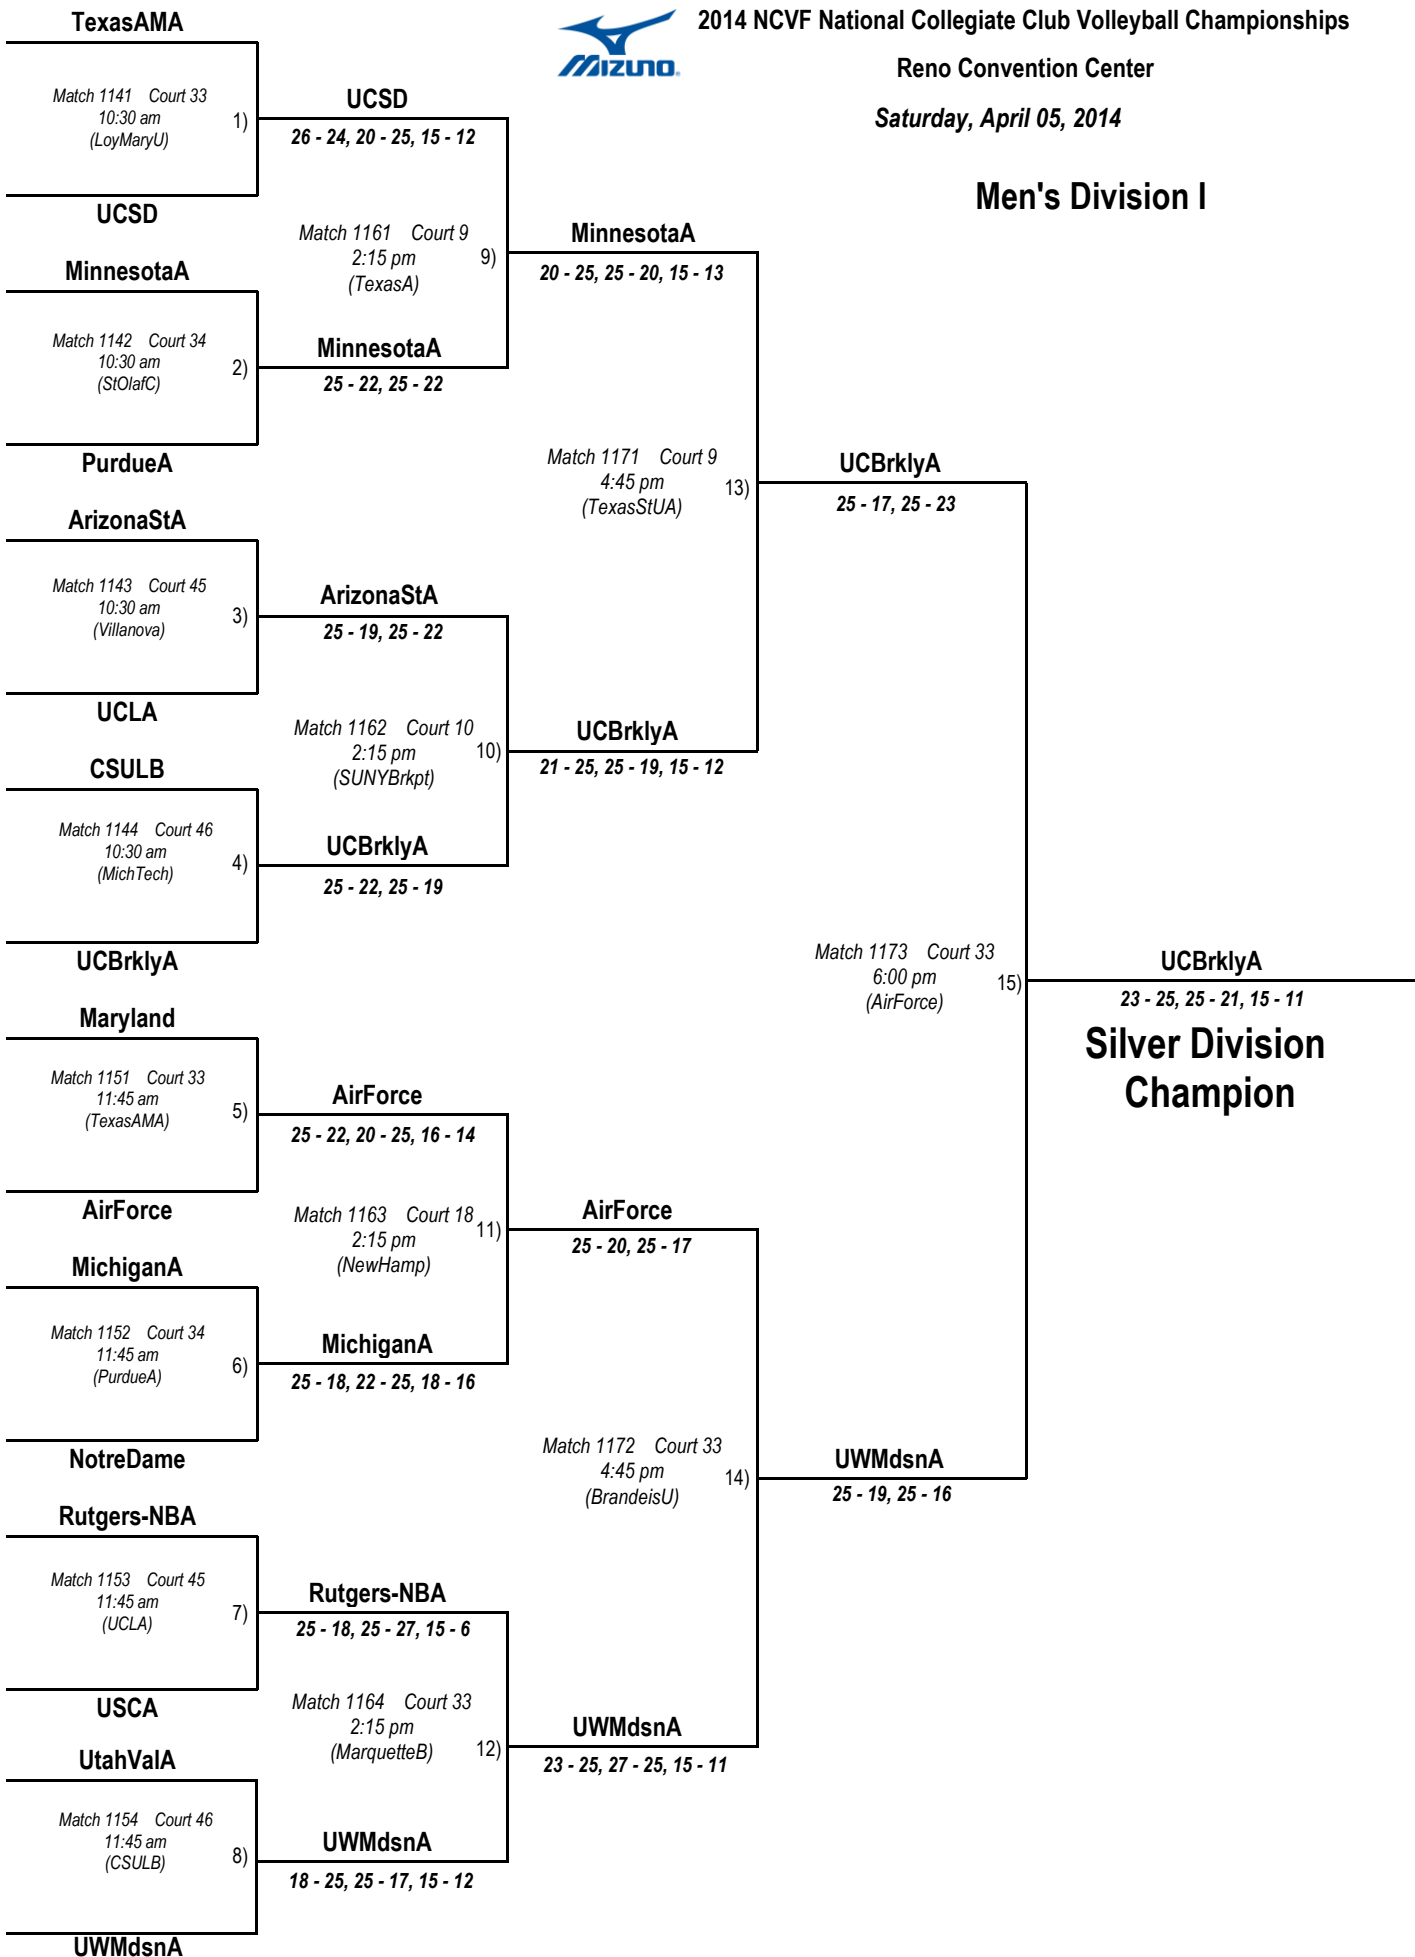 2014 NCVF National Collegiate Club Volleyball Championships
MIZUNO
Reno Convention Center
Saturday, April 05, 2014
Men's Division I
TexasAMA
Match 1141 Court 33
10:30 am
(LoyMaryU)
1)
UCSD
MinnesotaA
Match 1142 Court 34
10:30 am
(StOlafC)
2)
PurdueA
ArizonaStA
Match 1143 Court 45
10:30 am
(Villanova)
3)
UCLA
CSULB
Match 1144 Court 46
10:30 am
(MichTech)
4)
UCBrklyA
Maryland
Match 1151 Court 33
11:45 am
(TexasAMA)
5)
AirForce
MichiganA
Match 1152 Court 34
11:45 am
(PurdueA)
6)
NotreDame
Rutgers-NBA
Match 1153 Court 45
11:45 am
(UCLA)
7)
USCA
UtahValA
Match 1154 Court 46
11:45 am
(CSULB)
8)
UWMdsnA
UCSD
26 - 24, 20 - 25, 15 - 12
Match 1161 Court 9
2:15 pm
(TexasA)
9)
MinnesotaA
25 - 22, 25 - 22
ArizonaStA
25 - 19, 25 - 22
Match 1162 Court 10
2:15 pm
(SUNYBrkpt)
10)
UCBrklyA
25 - 22, 25 - 19
AirForce
25 - 22, 20 - 25, 16 - 14
Match 1163 Court 18
2:15 pm
(NewHamp)
11)
MichiganA
25 - 18, 22 - 25, 18 - 16
Rutgers-NBA
25 - 18, 25 - 27, 15 - 6
Match 1164 Court 33
2:15 pm
(MarquetteB)
12)
UWMdsnA
18 - 25, 25 - 17, 15 - 12
MinnesotaA
20 - 25, 25 - 20, 15 - 13
Match 1171 Court 9
4:45 pm
(TexasStUA)
13)
UCBrklyA
21 - 25, 25 - 19, 15 - 12
AirForce
25 - 20, 25 - 17
Match 1172 Court 33
4:45 pm
(BrandeisU)
14)
UWMdsnA
23 - 25, 27 - 25, 15 - 11
UCBrklyA
25 - 17, 25 - 23
Match 1173 Court 33
6:00 pm
(AirForce)
15)
UWMdsnA
25 - 19, 25 - 16
UCBrklyA
23 - 25, 25 - 21, 15 - 11
Silver Division
Champion